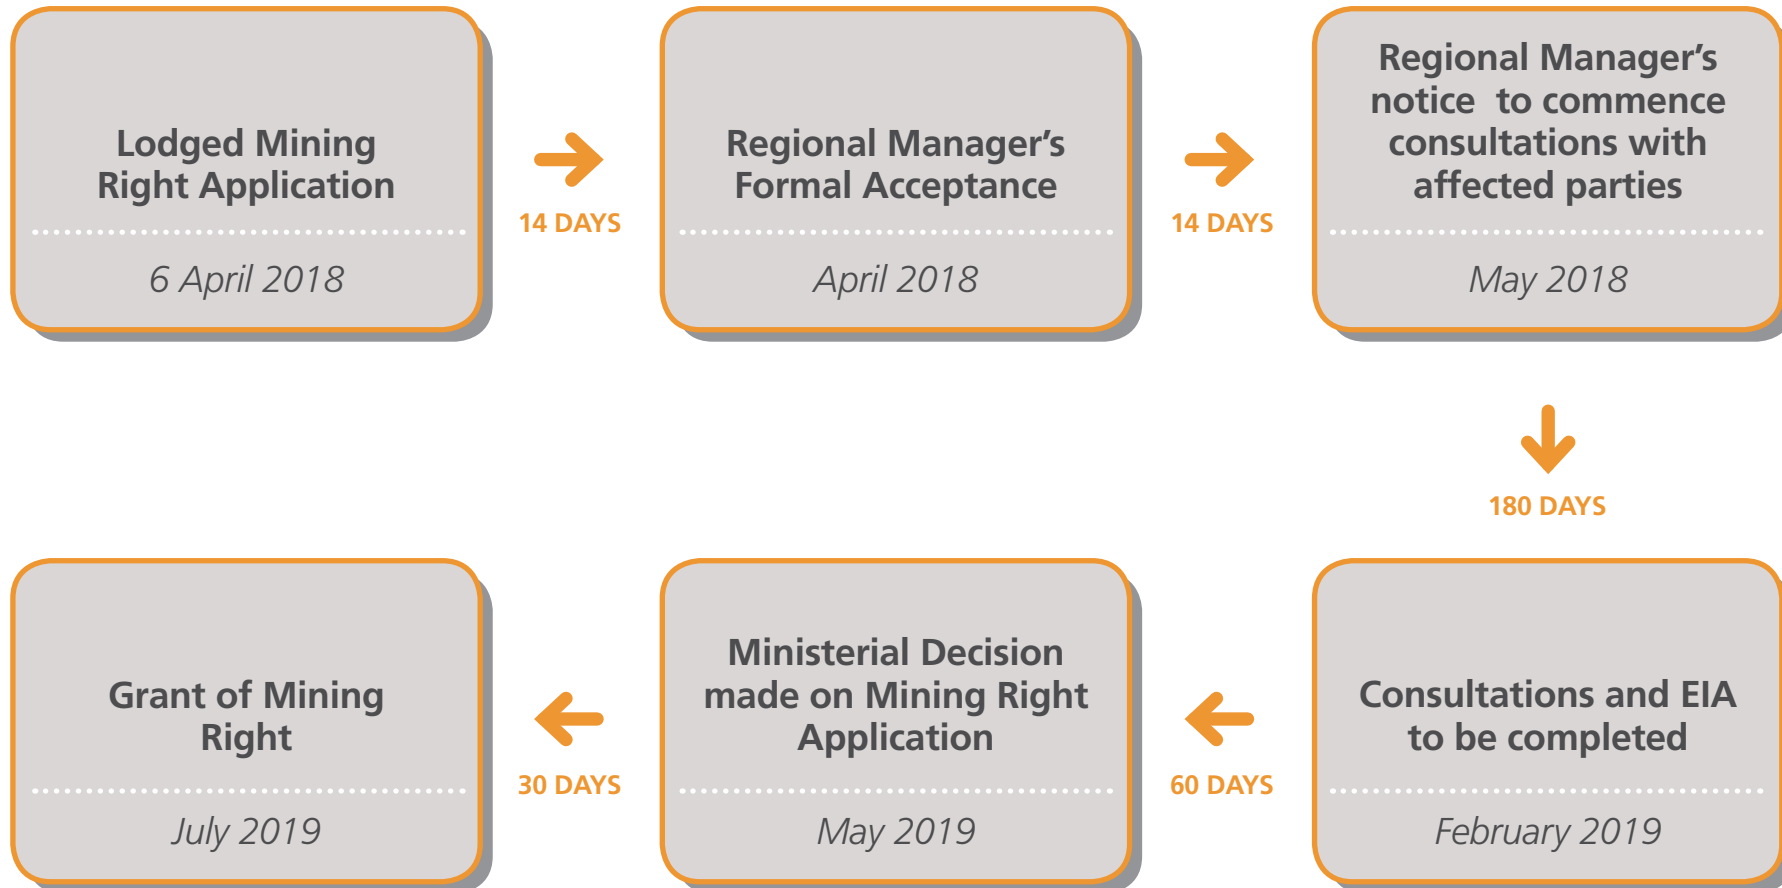 Lodged Mining
Right Application
6 April 2018
14 DAYS
Regional Manager’s
Formal Acceptance
April 2018
14 DAYS
Regional Manager’s
notice to commence
consultations with
affected parties
May 2018
180 DAYS
Consultations and EIA
to be completed
February 2019
60 DAYS
Ministerial Decision
made on Mining Right
Application
May 2019
30 DAYS
Grant of Mining
Right
July 2019